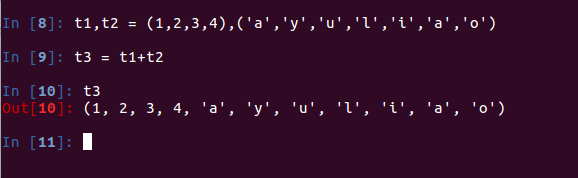 In [8]: t1,t2 = (1,2,3,4),('a','y','u','l','i','a','o')
In [9]: t3 = t1+t2
In [10]: t3
Out[10]: (1, 2, 3, 4, 'a', 'y', 'u', 'l', 'i', 'a', 'o')
In [11]: